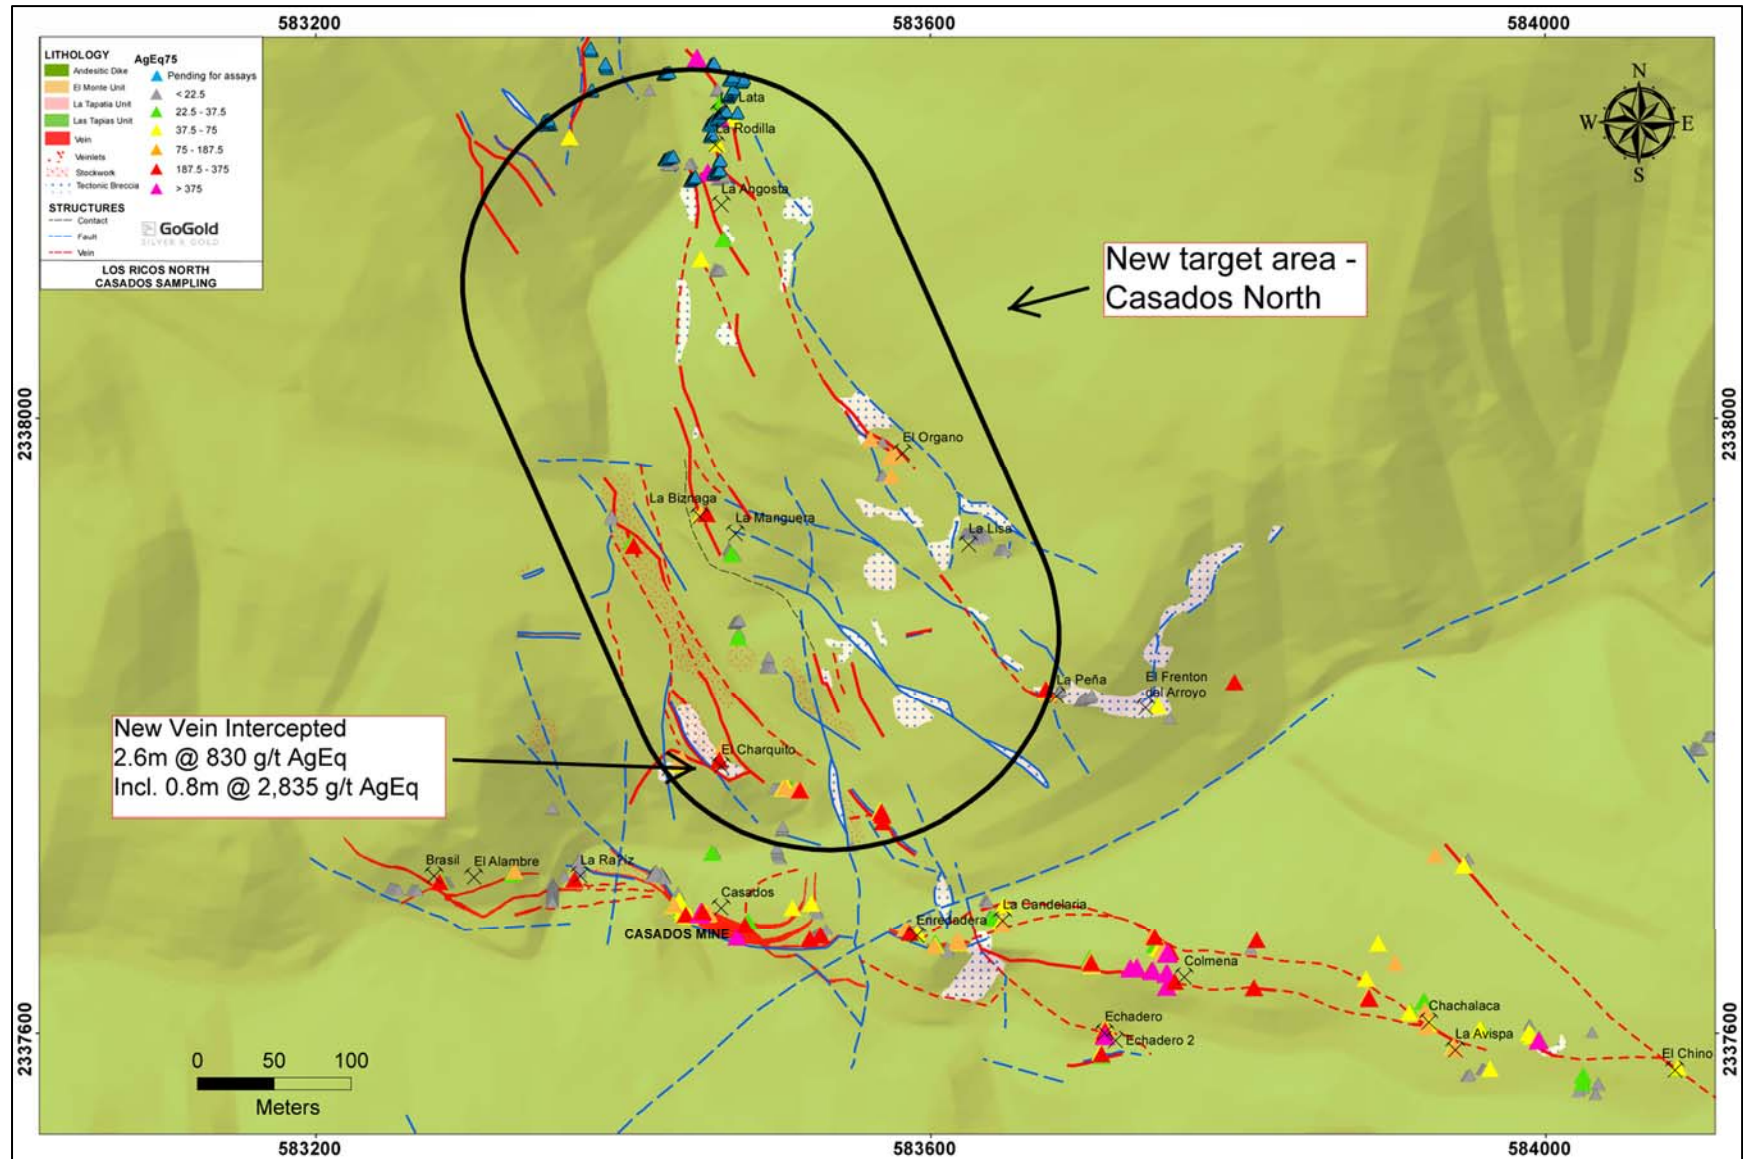 583200
583600
584000
LITHOLOGY
Andesitic Dike
El Monte Unit
La Tapatia Unit
Las Tapias Unit
Vein
Veinlets
Stockwork
Tectonic Breccia
AgEq75
Pending for assays
< 22.5
22.5 - 37.5
37.5 - 75
75 - 187.5
187.5 - 375
> 375
STRUCTURES
Contact
Fault
Vein
GoGold
SILVER & GOLD
LOS RICOS NORTH
CASADOS SAMPLING
N
W
E
S
La Lata
La Rodilla
La Angosta
New target area -
Casados North
2338000
2338000
El Organo
La Biznaga
La Manguera
La Lisa
La Peña
El Frenton
del Arroyo
New Vein Intercepted
2.6m @ 830 g/t AgEq
Incl. 0.8m @ 2,835 g/t AgEq
El Charquito
Brasil
El Alambre
La Raíz
Casados
CASADOS MINE
Enredadera
La Candelaria
Colmena
Echadero
Echadero 2
Chachalaca
La Avispa
El Chino
2337600
2337600
0
50
100
Meters
583200
583600
584000